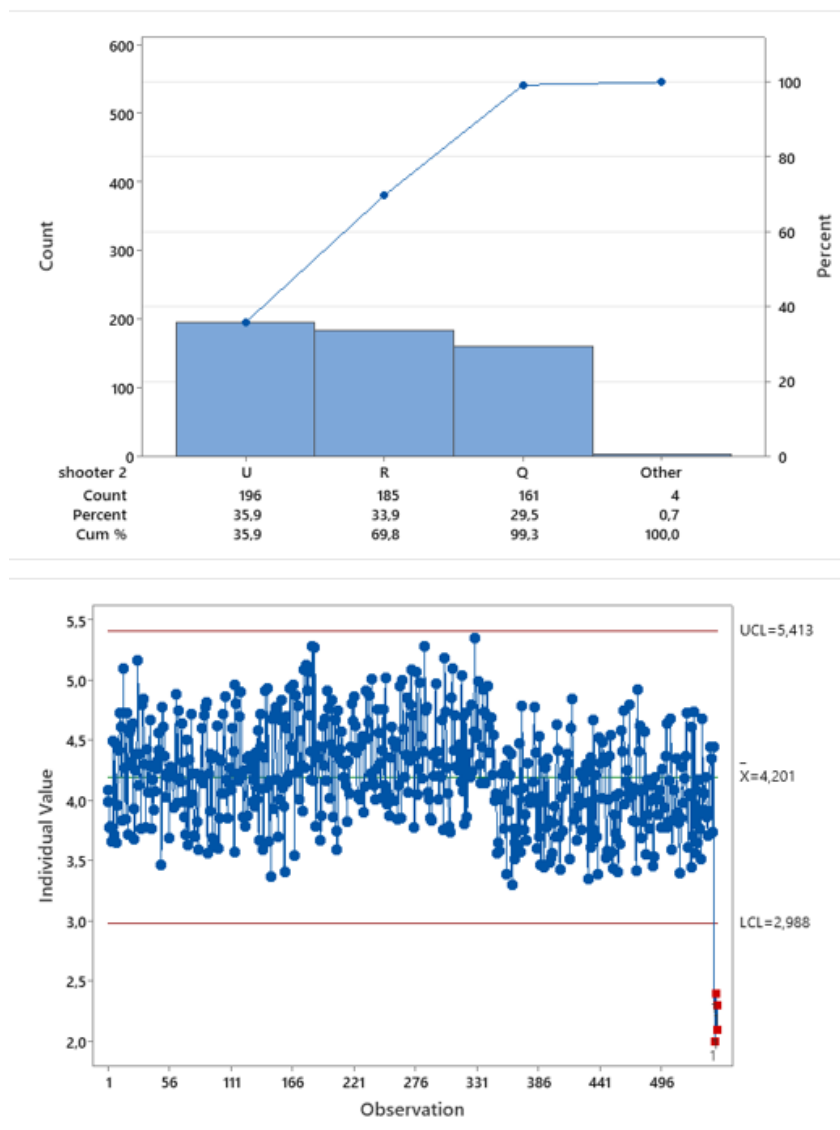 600
500
400
300
200
100
0
Count
100
80
60
40
20
0
Percent
shooter 2 U R Q Other
Count 196 185 161 4
Percent 35,9 33,9 29,5 0,7
Cum % 35,9 69,8 99,3 100,0
5,5
5,0
4,5
4,0
3,5
3,0
2,5
2,0
Individual Value
UCL=5,413
X̅=4,201
LCL=2,988
1
1 56 111 166 221 276 331 386 441 496
Observation